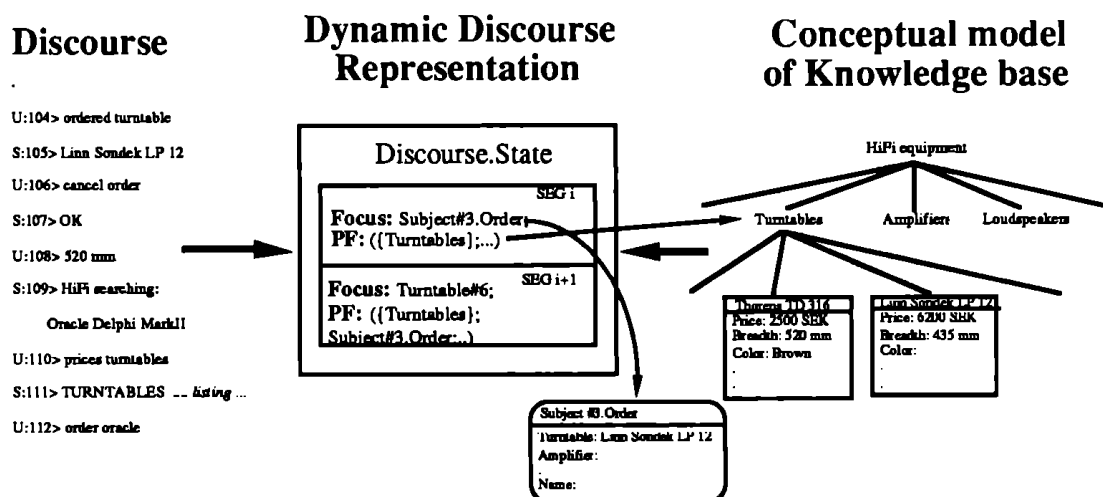 Discourse
Dynamic Discourse
Representation
Conceptual model
of Knowledge base
.
U:104> ordered turntable
S:105> Linn Sondek LP 12
U:106> cancel order
S:107> OK
U:108> 520 mm
S:109> HiFi searching:
Oracle Delphi MarkII
U:110> prices turntables
S:111> TURNTABLES -- listing ...
U:112> order oracle
Discourse.State
SEG i
Focus: Subject#3.Order;
PF: ({Turntables};...)
SEG i+1
Focus: Turntable#6;
PF: ({Turntables};
Subject#3.Order;..)
Subject #3.Order
Turntable: Linn Sondek LP 12
Amplifier:
.
Name:
HiFi equipment
Turntables
Amplifiers
Loudspeakers
Thorens TD 316
Price: 2500 SEK
Breadth: 520 mm
Color: Brown
.
.
Linn Sondek LP 12
Price: 6200 SEK
Breadth: 435 mm
Color:
.
.